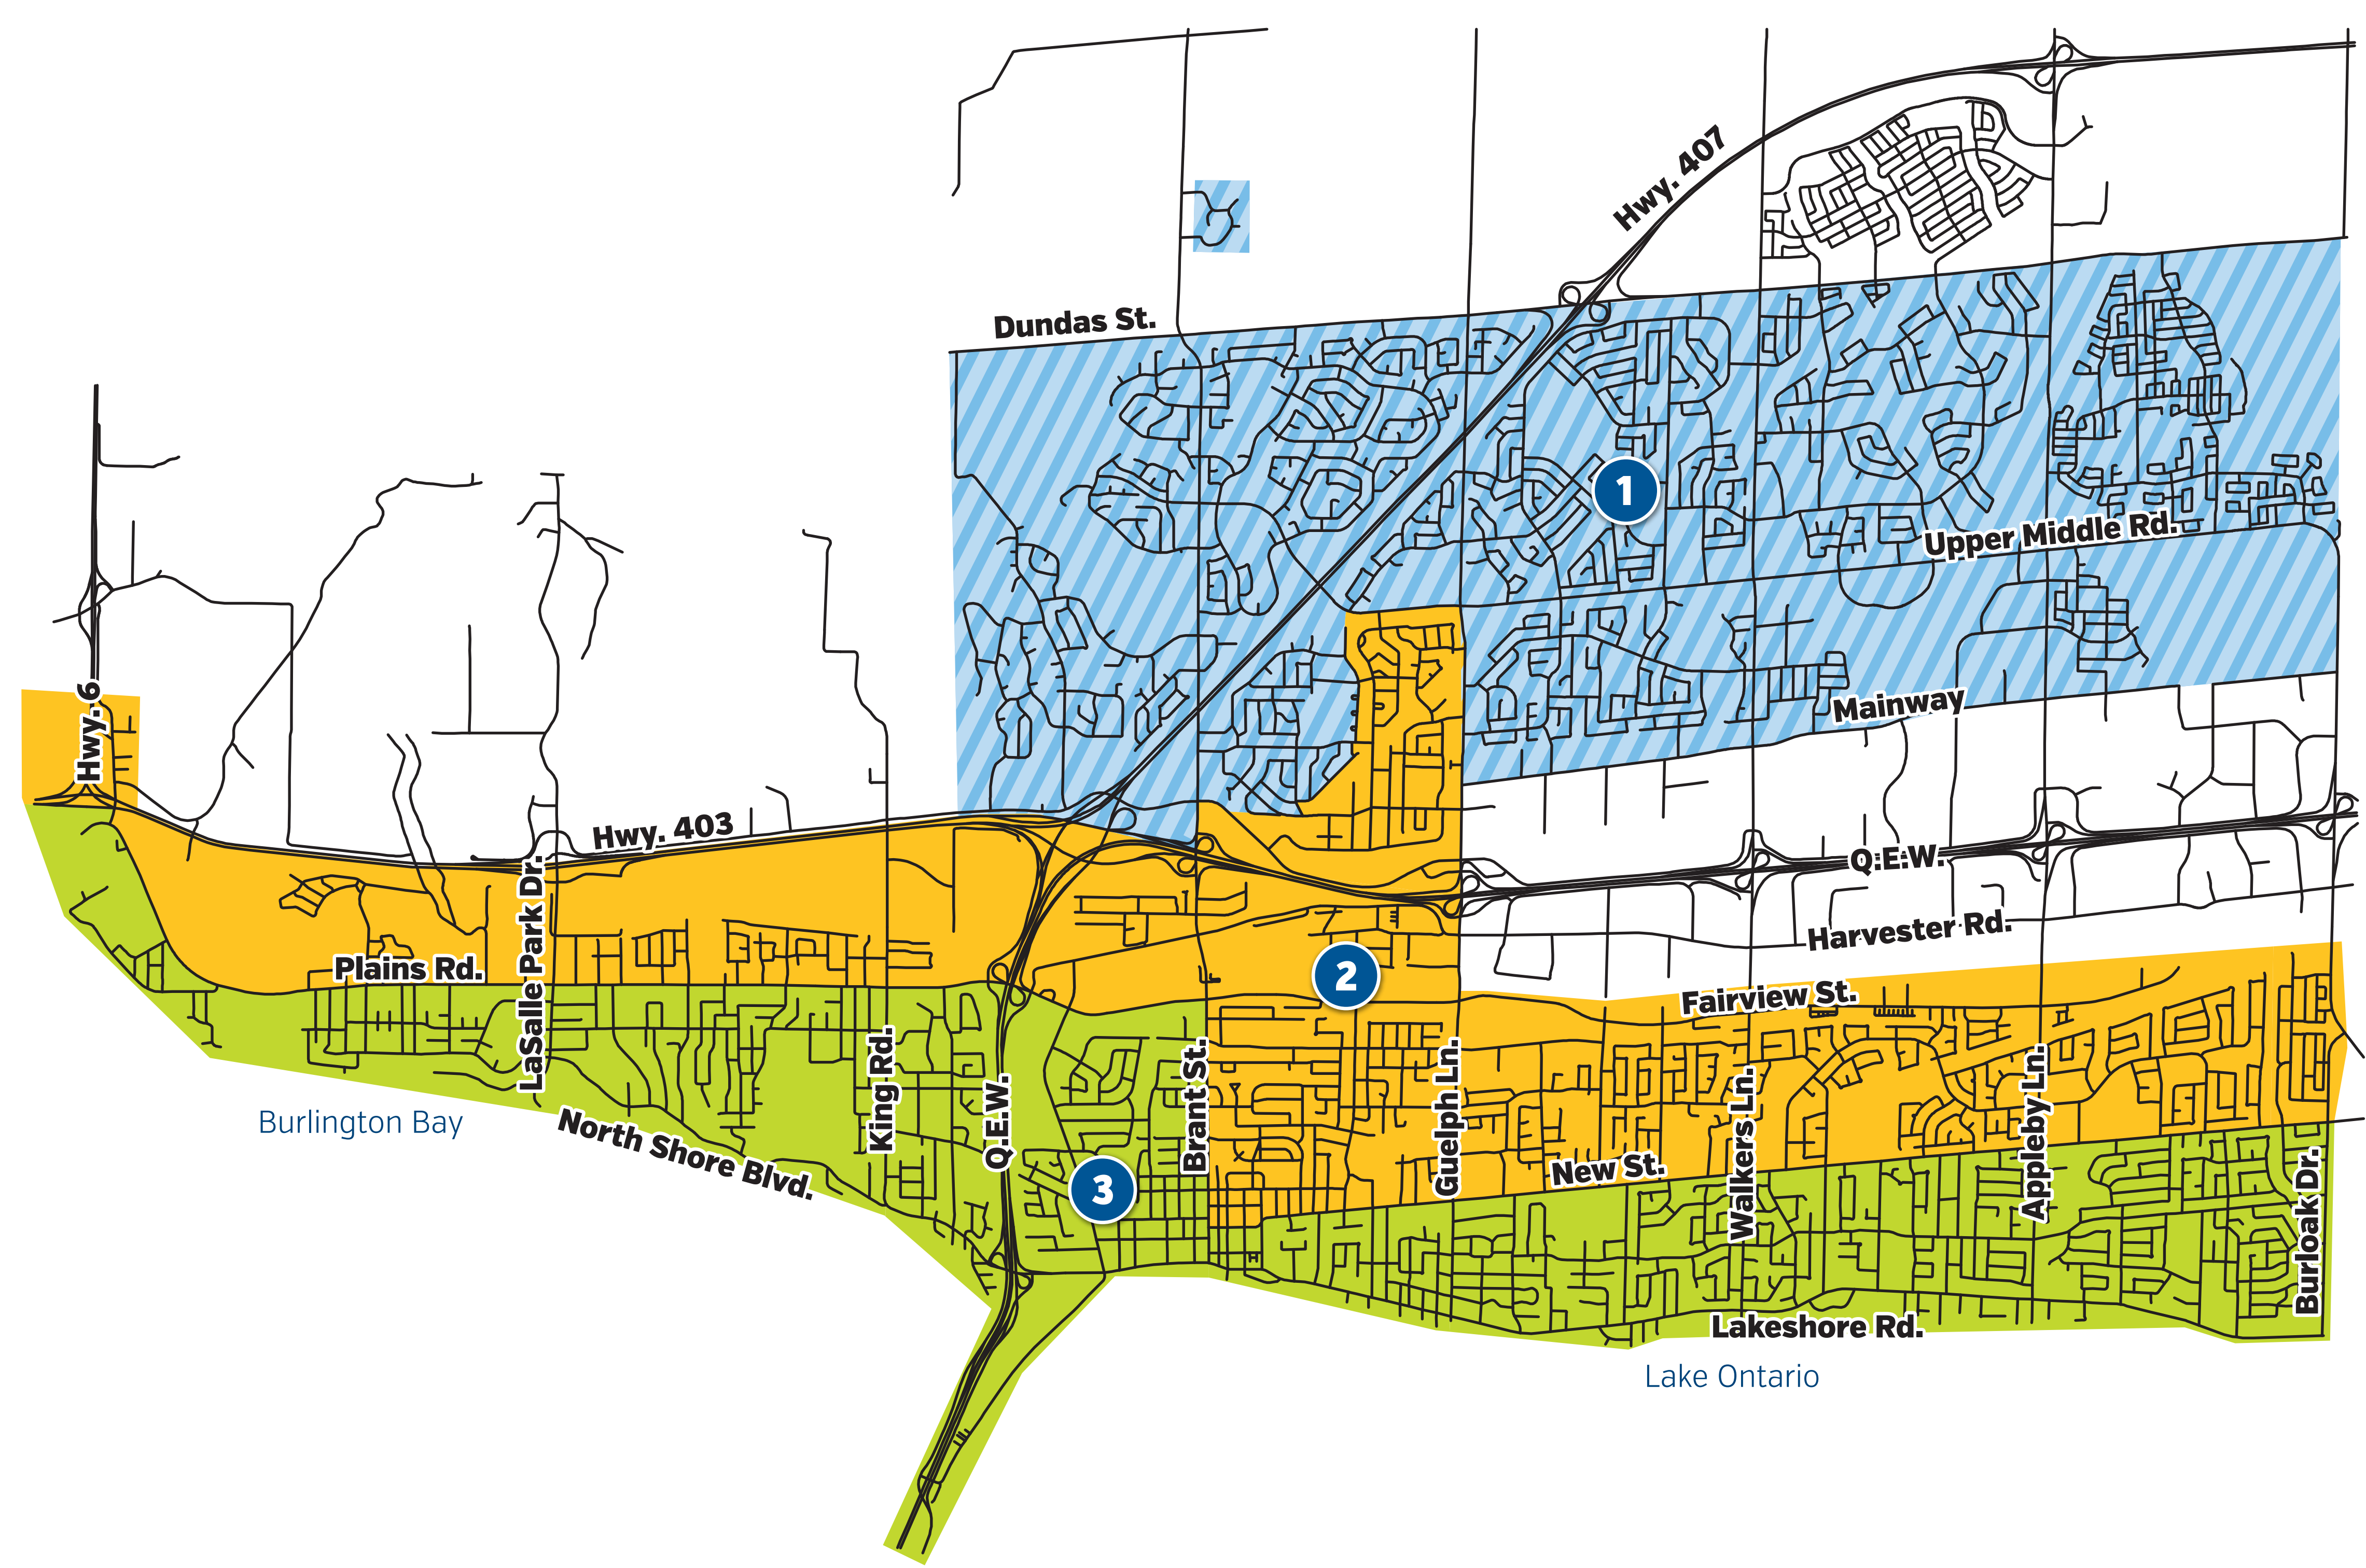 Hwy. 407
Dundas St.
1
Upper Middle Rd.
Hwy. 6
Mainway
Hwy. 403
Q.E.W.
LaSalle Park Dr.
Harvester Rd.
Plains Rd.
2
Fairview St.
King Rd.
Q.E.W.
Brant St.
Guelph Ln.
Walkers Ln.
Appleby Ln.
Burlington Bay
North Shore Blvd.
New St.
3
Burloak Dr.
Lakeshore Rd.
Lake Ontario